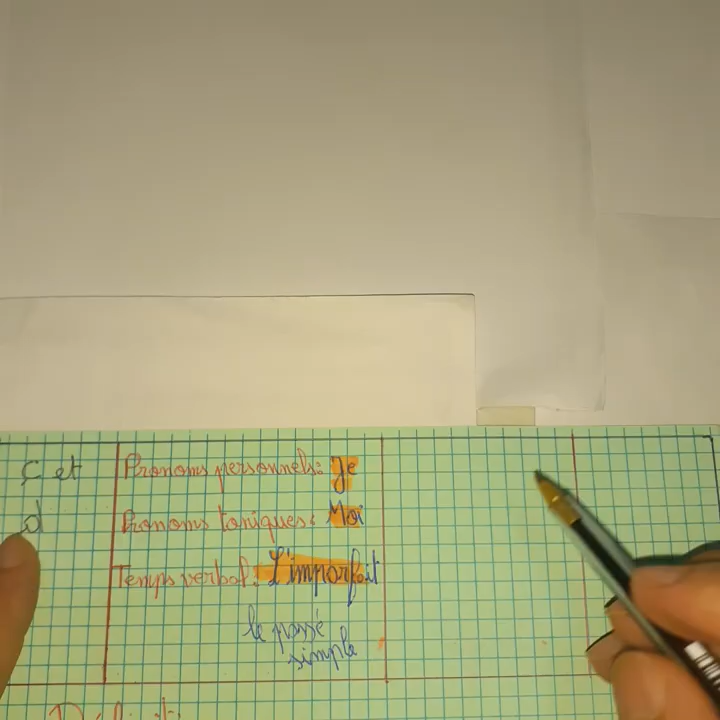 c et
d
Pronoms personnels: Je
Pronoms toniques: Moi
Temps verbal: L'imparfait
le passé
simple